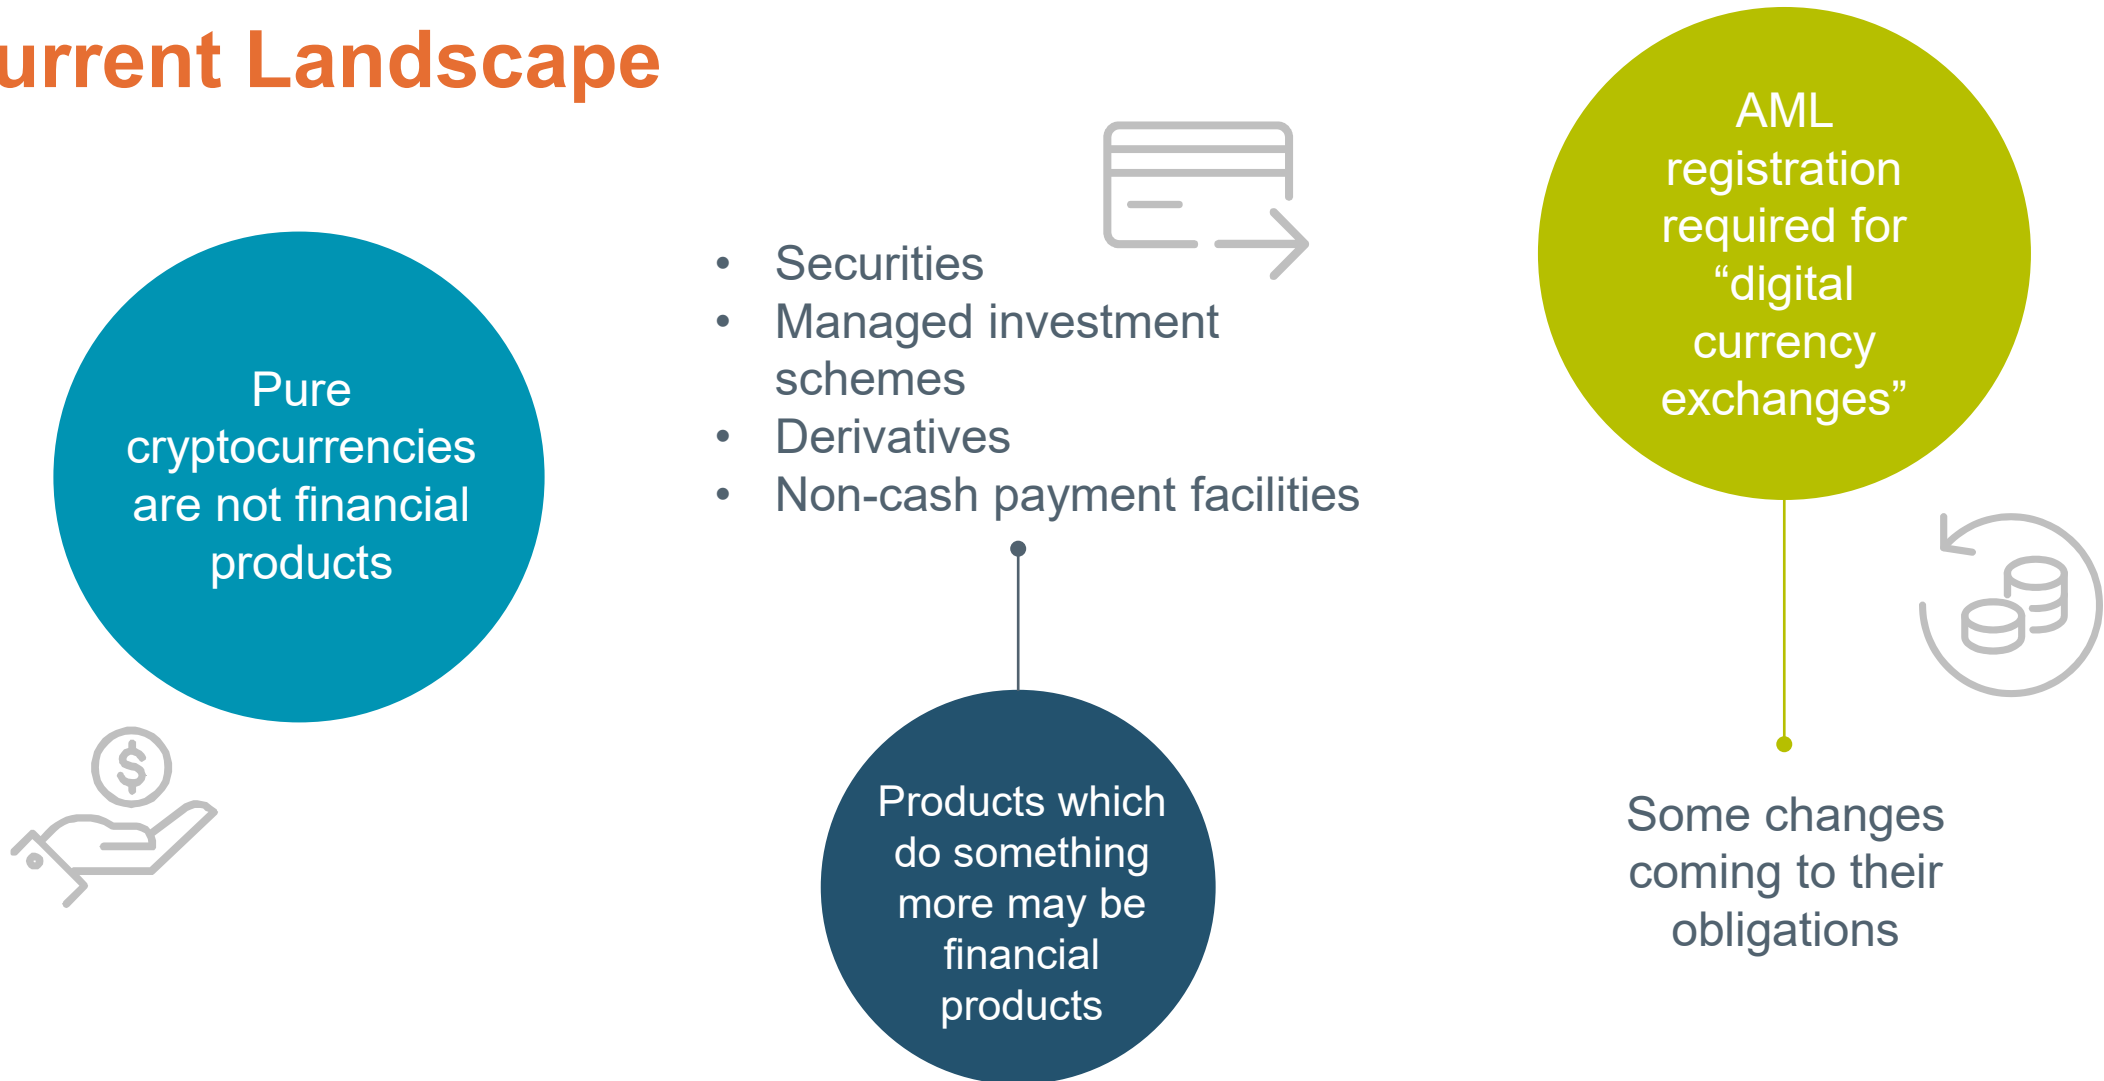 urrent Landscape
Pure
cryptocurrencies
are not financial
products
• Securities
• Managed investment
schemes
• Derivatives
• Non-cash payment facilities
Products which
do something
more may be
financial
products
AML
registration
required for
“digital
currency
exchanges”
Some changes
coming to their
obligations
$